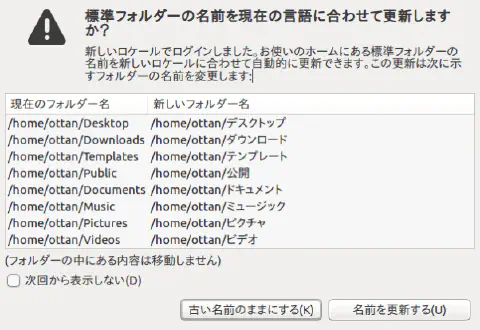 標準フォルダーの名前を現在の言語に合わせて更新します
か?
新しいロケールでログインしました。お使いのホームにある標準フォルダーの
名前を新しいロケールに合わせて自動的に更新できます。この更新は次に示
すフォルダーの名前を変更します:
現在のフォルダー名 新しいフォルダー名
/home/ottan/Desktop /home/ottan/デスクトップ
/home/ottan/Downloads /home/ottan/ダウンロード
/home/ottan/Templates /home/ottan/テンプレート
/home/ottan/Public /home/ottan/公開
/home/ottan/Documents /home/ottan/ドキュメント
/home/ottan/Music /home/ottan/ミュージック
/home/ottan/Pictures /home/ottan/ピクチャ
/home/ottan/Videos /home/ottan/ビデオ
(フォルダーの中にある内容は移動しません)
次回から表示しない(D)
古い名前のままにする(K) 名前を更新する(U)